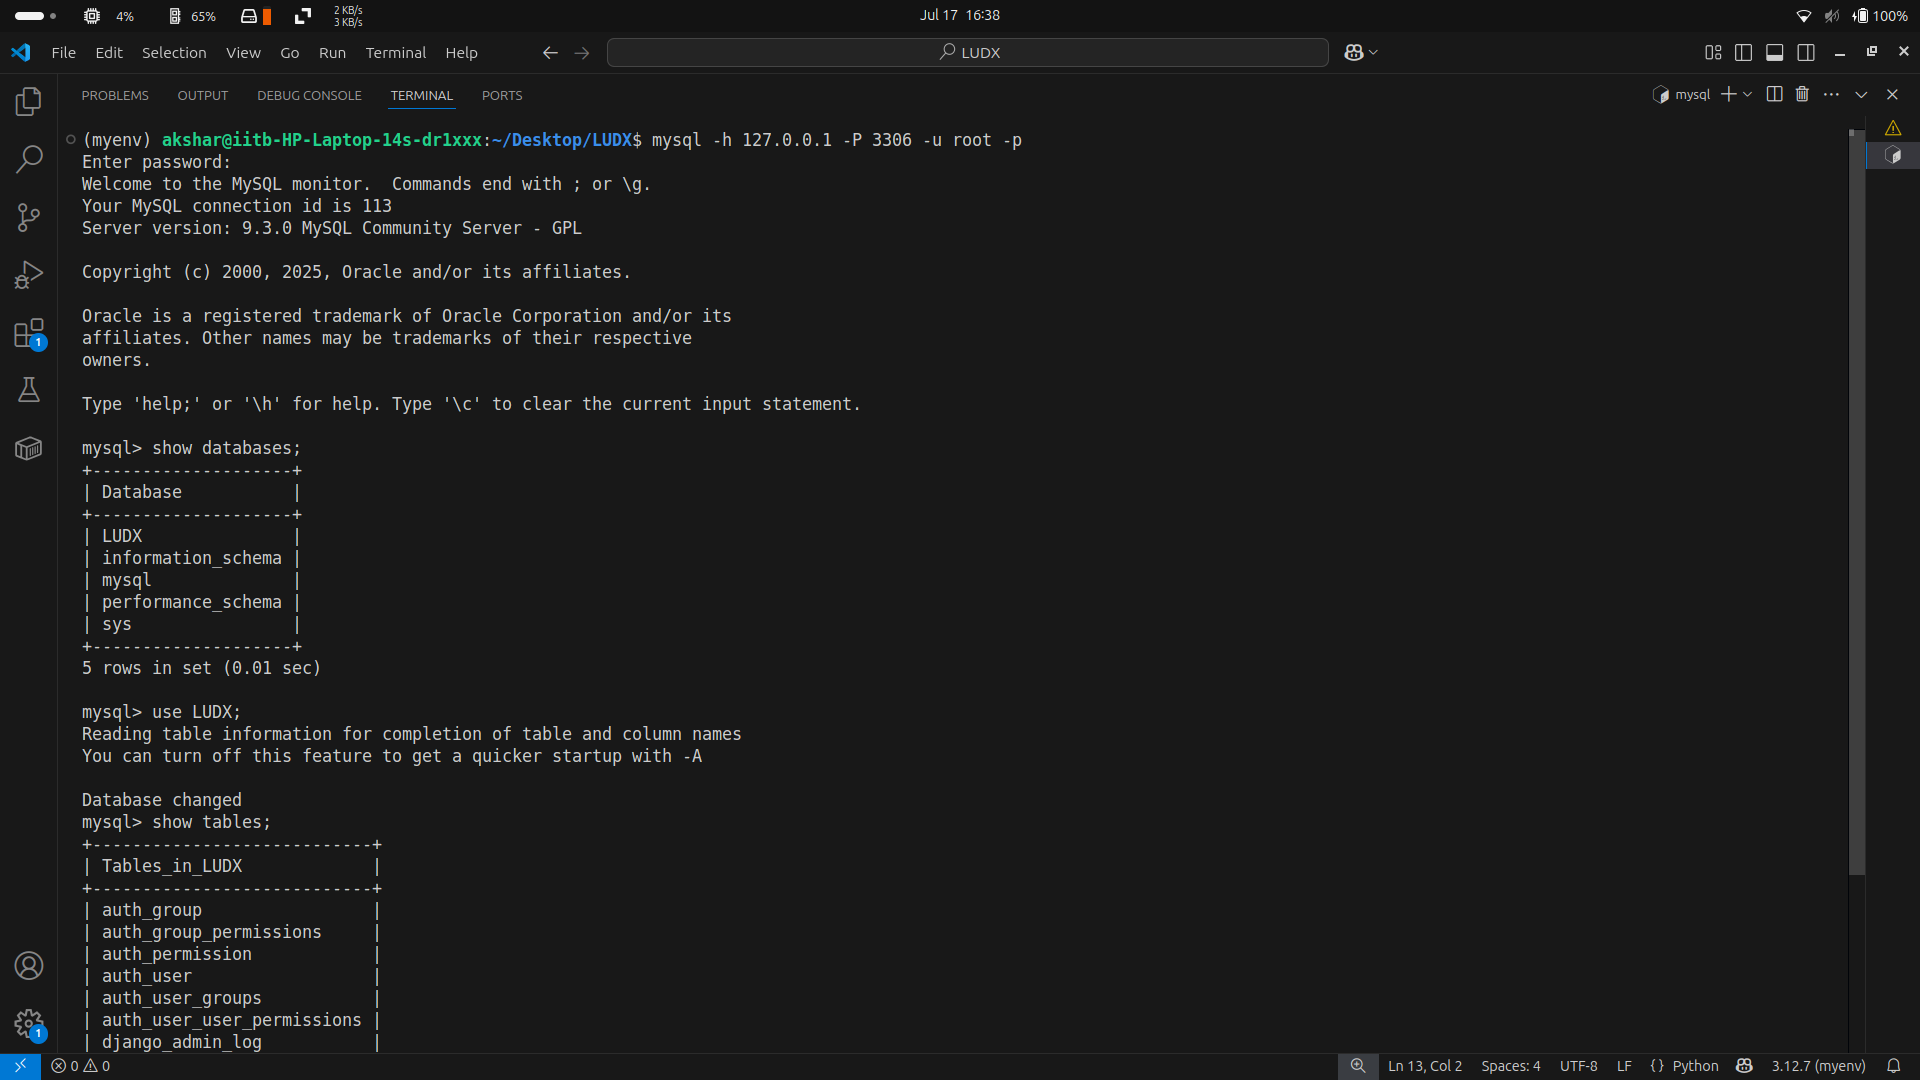 4%
65%
2 KB/s
3 KB/s
Jul 17 16:38
100%
File Edit Selection View Go Run Terminal Help
LUDX
PROBLEMS OUTPUT DEBUG CONSOLE TERMINAL PORTS
mysql
(myenv) akshar@iitb-HP-Laptop-14s-dr1xxx:~/Desktop/LUDX$ mysql -h 127.0.0.1 -P 3306 -u root -p
Enter password:
Welcome to the MySQL monitor.  Commands end with ; or \g.
Your MySQL connection id is 113
Server version: 9.3.0 MySQL Community Server - GPL
Copyright (c) 2000, 2025, Oracle and/or its affiliates.
Oracle is a registered trademark of Oracle Corporation and/or its
affiliates. Other names may be trademarks of their respective
owners.
Type 'help;' or '\h' for help. Type '\c' to clear the current input statement.
mysql> show databases;
+--------------------+
| Database           |
+--------------------+
| LUDX               |
| information_schema |
| mysql              |
| performance_schema |
| sys                |
+--------------------+
5 rows in set (0.01 sec)
mysql> use LUDX;
Reading table information for completion of table and column names
You can turn off this feature to get a quicker startup with -A
Database changed
mysql> show tables;
+----------------------------+
| Tables_in_LUDX             |
+----------------------------+
| auth_group                 |
| auth_group_permissions     |
| auth_permission            |
| auth_user                  |
| auth_user_groups           |
| auth_user_user_permissions |
| django_admin_log           |
1
1
0 0
Ln 13, Col 2 Spaces: 4 UTF-8 LF {} Python 3.12.7 (myenv)